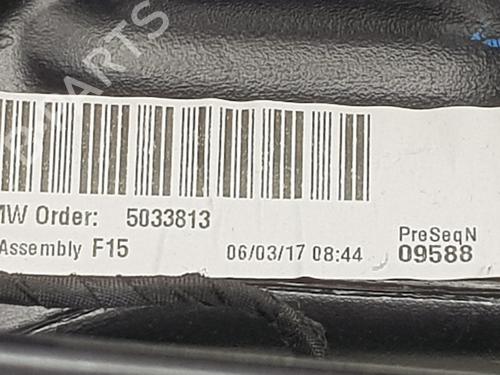 MW Order: 5033813
Assembly F15 06/03/17 08:44
PreSeqN
09588